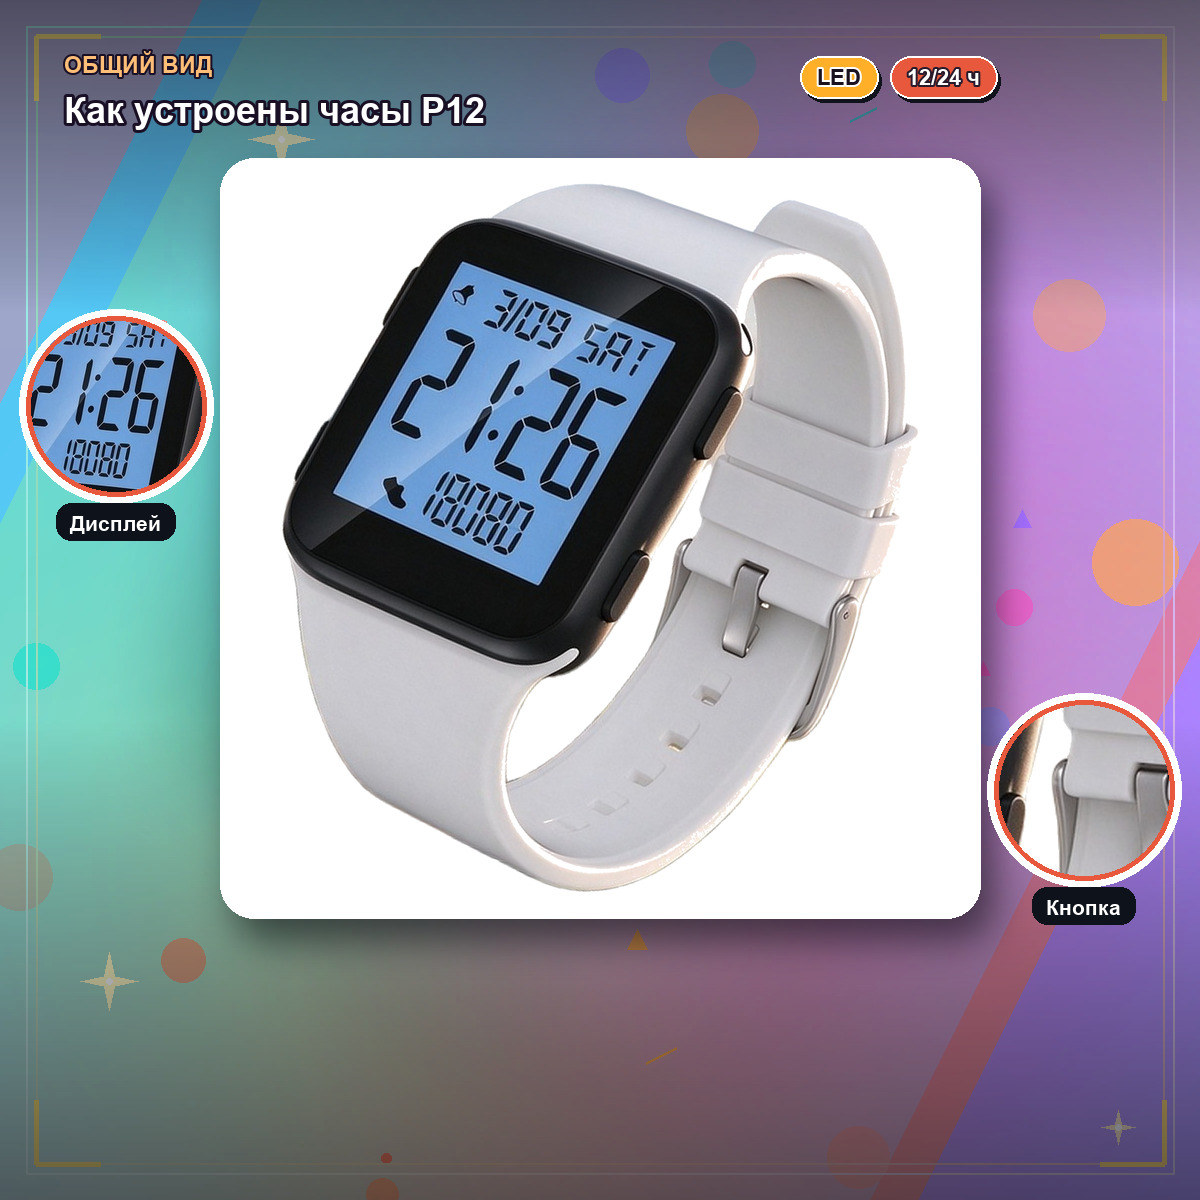 ОБЩИЙ ВИД
Как устроены часы P12
LED
12/24 ч
3/09 SAT
21:26
18080
3/09 SAT
21:26
18080
Дисплей
Кнопка